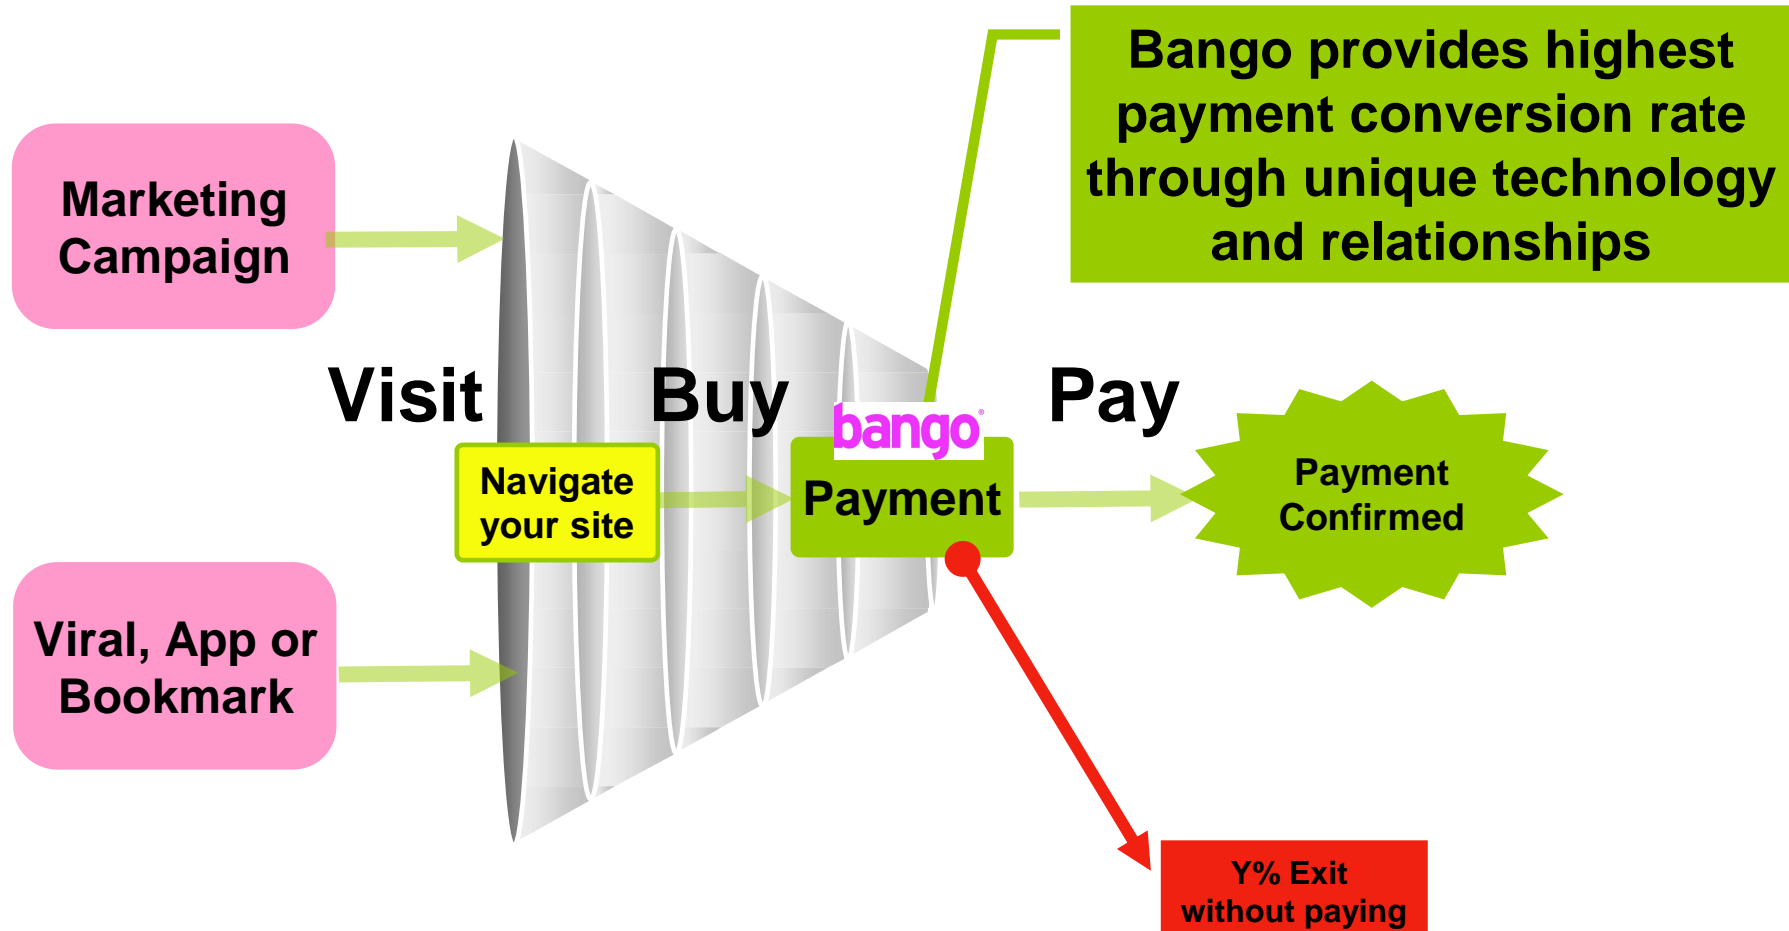 Bango provides highest
payment conversion rate
through unique technology
and relationships
Marketing
Campaign
Visit
Buy
Pay
bango®
Navigate
your site
Payment
Payment
Confirmed
Viral, App or
Bookmark
Y% Exit
without paying